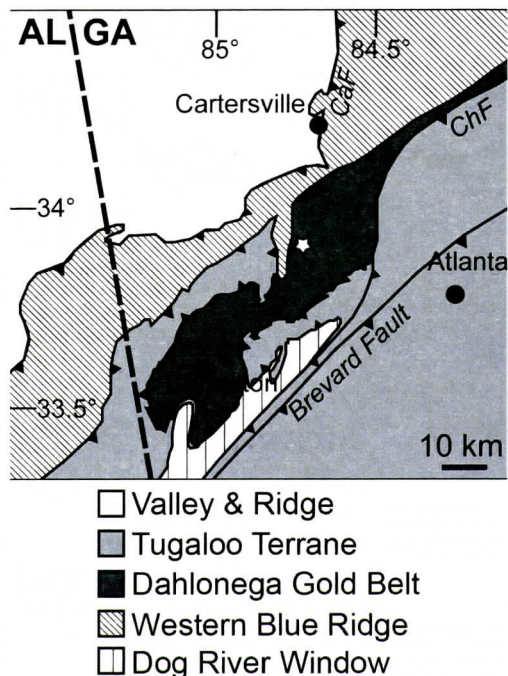 AL GA
85°
84.5°
Cartersville
CaF
ChF
34°
Atlanta
Brevard Fault
33.5°
10 km
Valley & Ridge
Tugaloo Terrane
Dahlonega Gold Belt
Western Blue Ridge
Dog River Window